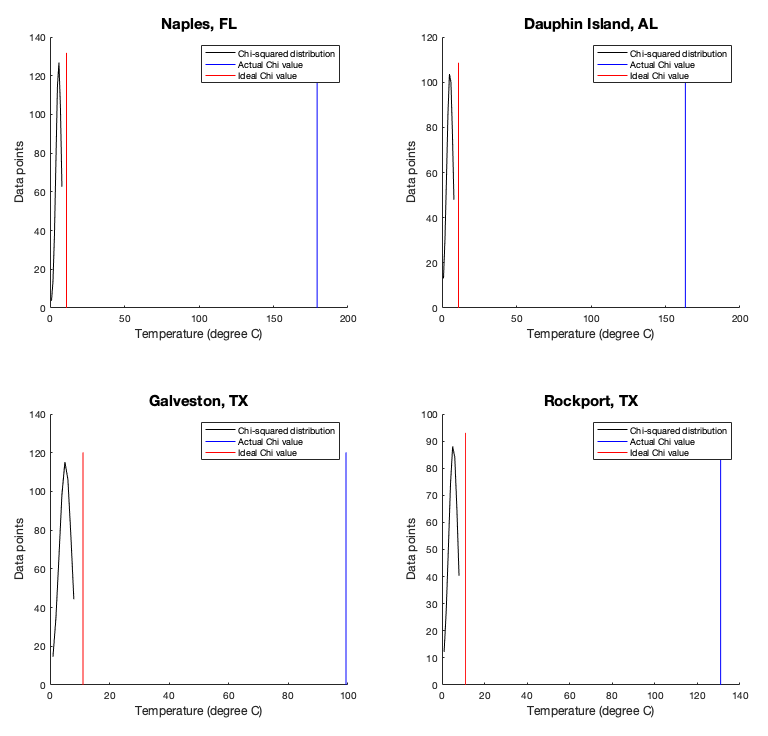 Naples, FL
140
120
100
80
60
40
20
0
Data points
Chi-squared distribution
Actual Chi value
Ideal Chi value
0 50 100 150 200
Temperature (degree C)
Dauphin Island, AL
120
100
80
60
40
20
0
Data points
Chi-squared distribution
Actual Chi value
Ideal Chi value
0 50 100 150 200
Temperature (degree C)
Galveston, TX
140
120
100
80
60
40
20
0
Data points
Chi-squared distribution
Actual Chi value
Ideal Chi value
0 20 40 60 80 100
Temperature (degree C)
Rockport, TX
100
90
80
70
60
50
40
30
20
10
0
Data points
Chi-squared distribution
Actual Chi value
Ideal Chi value
0 20 40 60 80 100 120 140
Temperature (degree C)